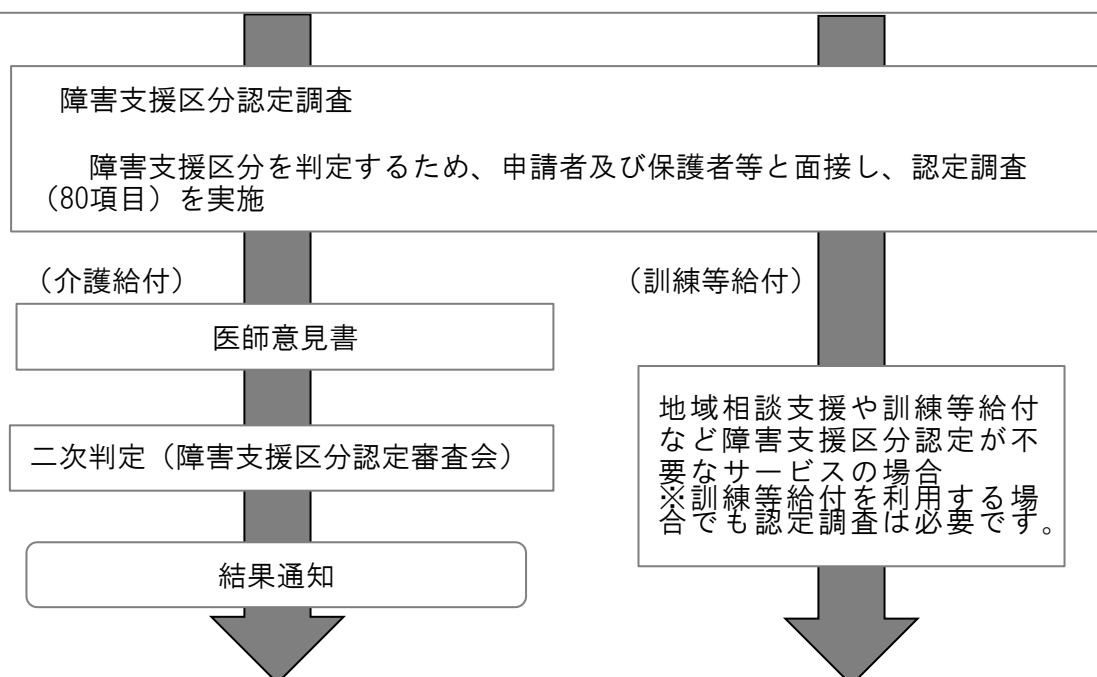 障害支援区分認定調査
障害支援区分を判定するため、申請者及び保護者等と面接し、認定調査
（80項目）を実施
（介護給付）
（訓練等給付）
医師意見書
二次判定（障害支援区分認定審査会）
結果通知
地域相談支援や訓練等給付
など障害支援区分認定が不
要なサービスの場合
※訓練等給付を利用する場
合でも認定調査は必要です。